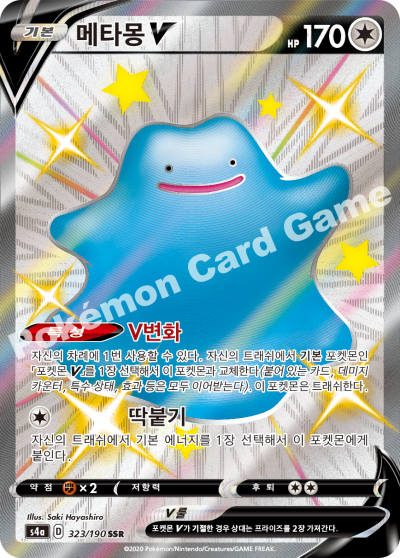 기본 메타몽 V HP 170
Pokémon Card Game
특성 V변화
자신의 차례에 1번 사용할 수 있다. 자신의 트래쉬에서 기본 포켓몬인
「포켓몬 V」를 1장 선택해서 이 포켓몬과 교체한다(붙어 있는 카드, 데미지
카운터, 특수 상태, 효과 등은 모두 이어받는다). 이 포켓몬은 트래쉬한다.
딱붙기
자신의 트래쉬에서 기본 에너지를 1장 선택해서 이 포켓몬에게
붙인다.
약점 ×2 저항력 후퇴
Illus. Saki Hayashiro
s4a D 323/190 SSR
V룰
포켓몬 V가 기절한 경우 상대는 프라이즈를 2장 가져간다.
©2020 Pokémon/Nintendo/Creatures/GAME FREAK.